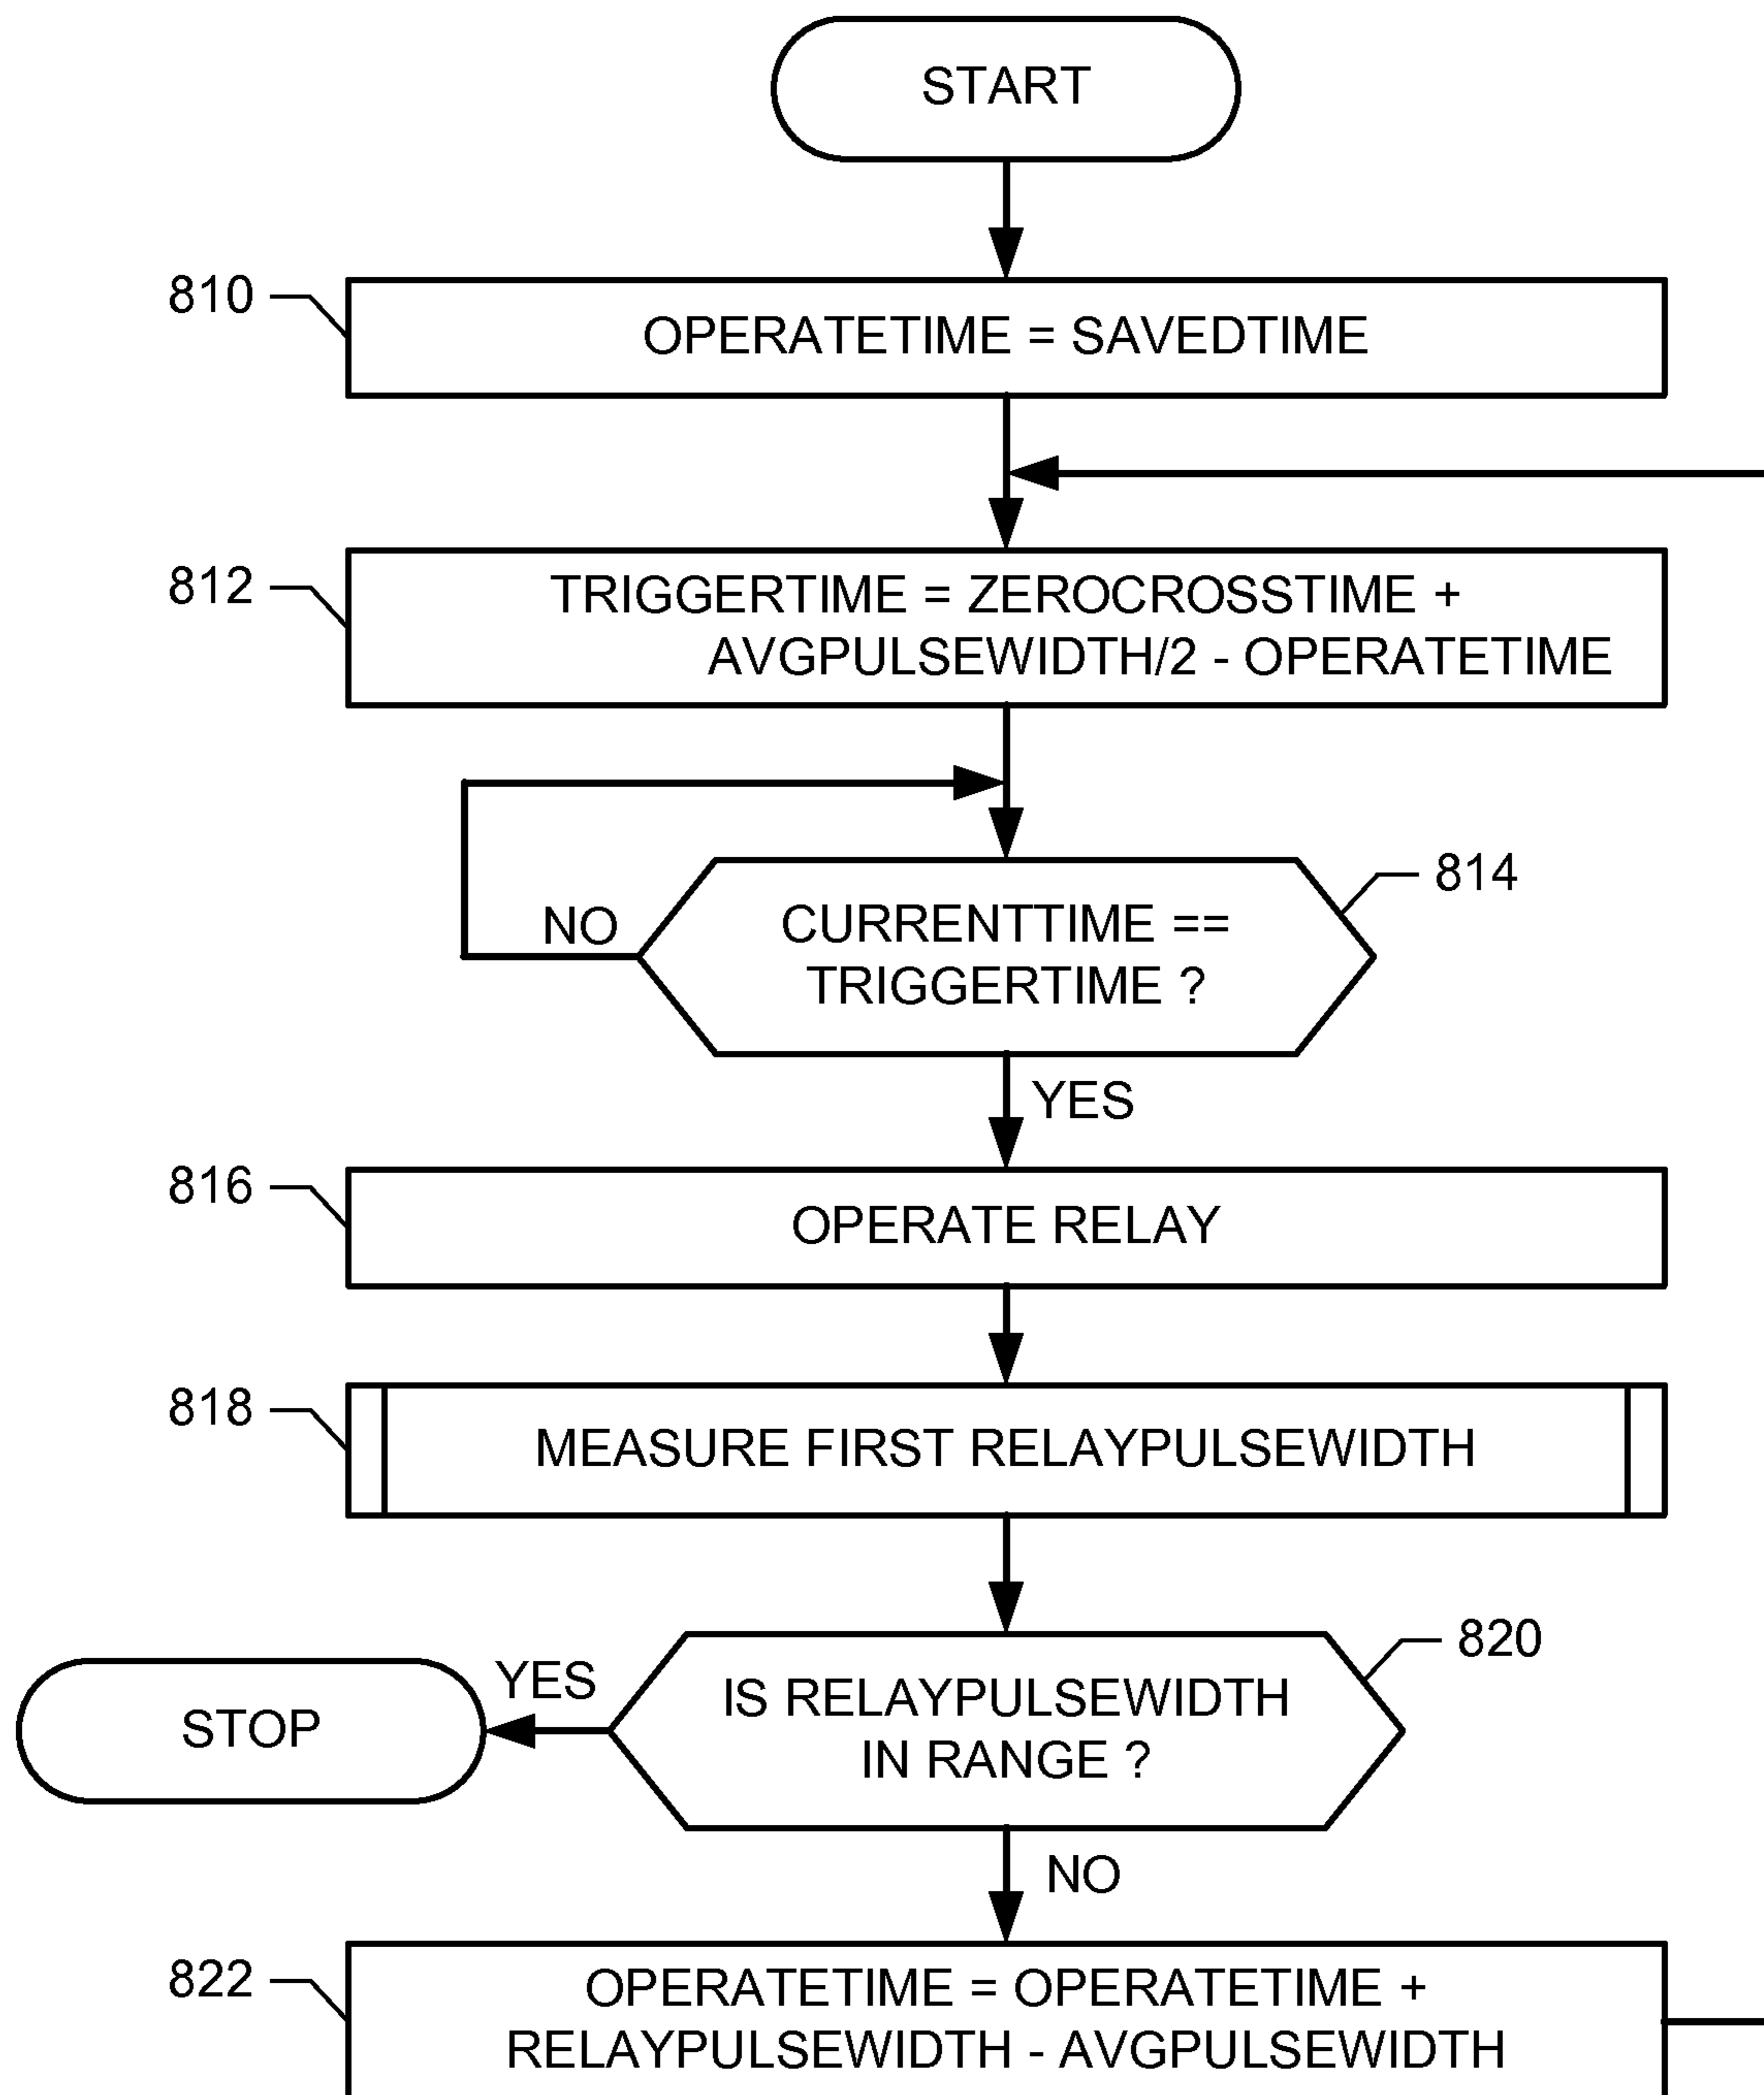 START
810
OPERATETIME = SAVEDTIME
812
TRIGGERTIME = ZEROCROSSTIME +
AVGPULSEWIDTH/2 - OPERATETIME
814
NO
CURRENTTIME ==
TRIGGERTIME ?
YES
816
OPERATE RELAY
818
MEASURE FIRST RELAYPULSEWIDTH
820
STOP
YES
IS RELAYPULSEWIDTH
IN RANGE ?
NO
822
OPERATETIME = OPERATETIME +
RELAYPULSEWIDTH - AVGPULSEWIDTH